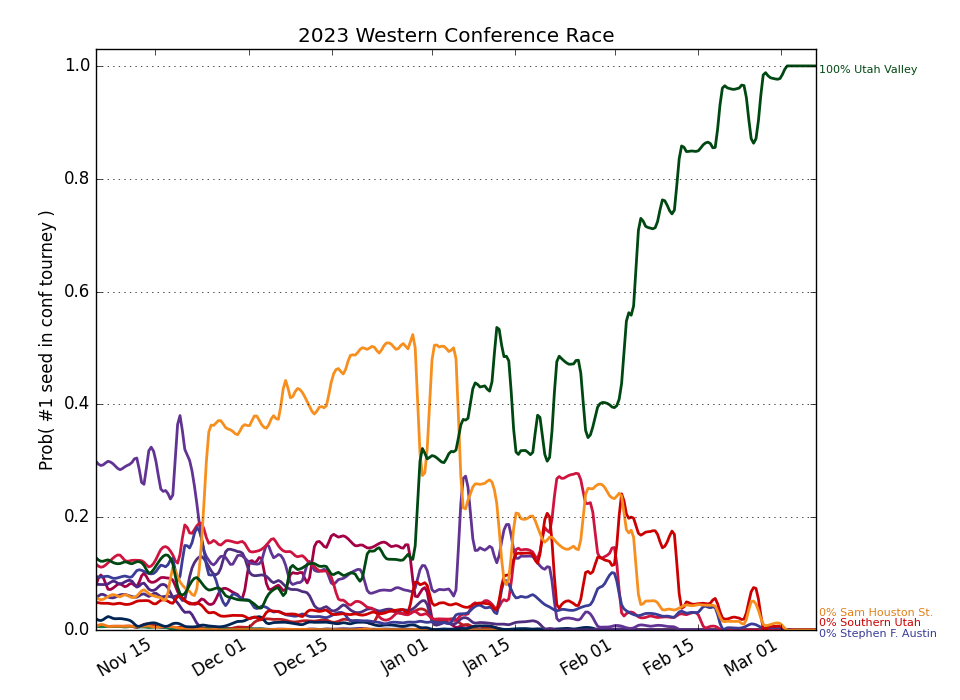 2023 Western Conference Race
Prob( #1 seed in conf tourney )
1.0
0.8
0.6
0.4
0.2
0.0
Nov 15
Dec 01
Dec 15
Jan 01
Jan 15
Feb 01
Feb 15
Mar 01
100% Utah Valley
0% Sam Houston St.
0% Southern Utah
0% Stephen F. Austin